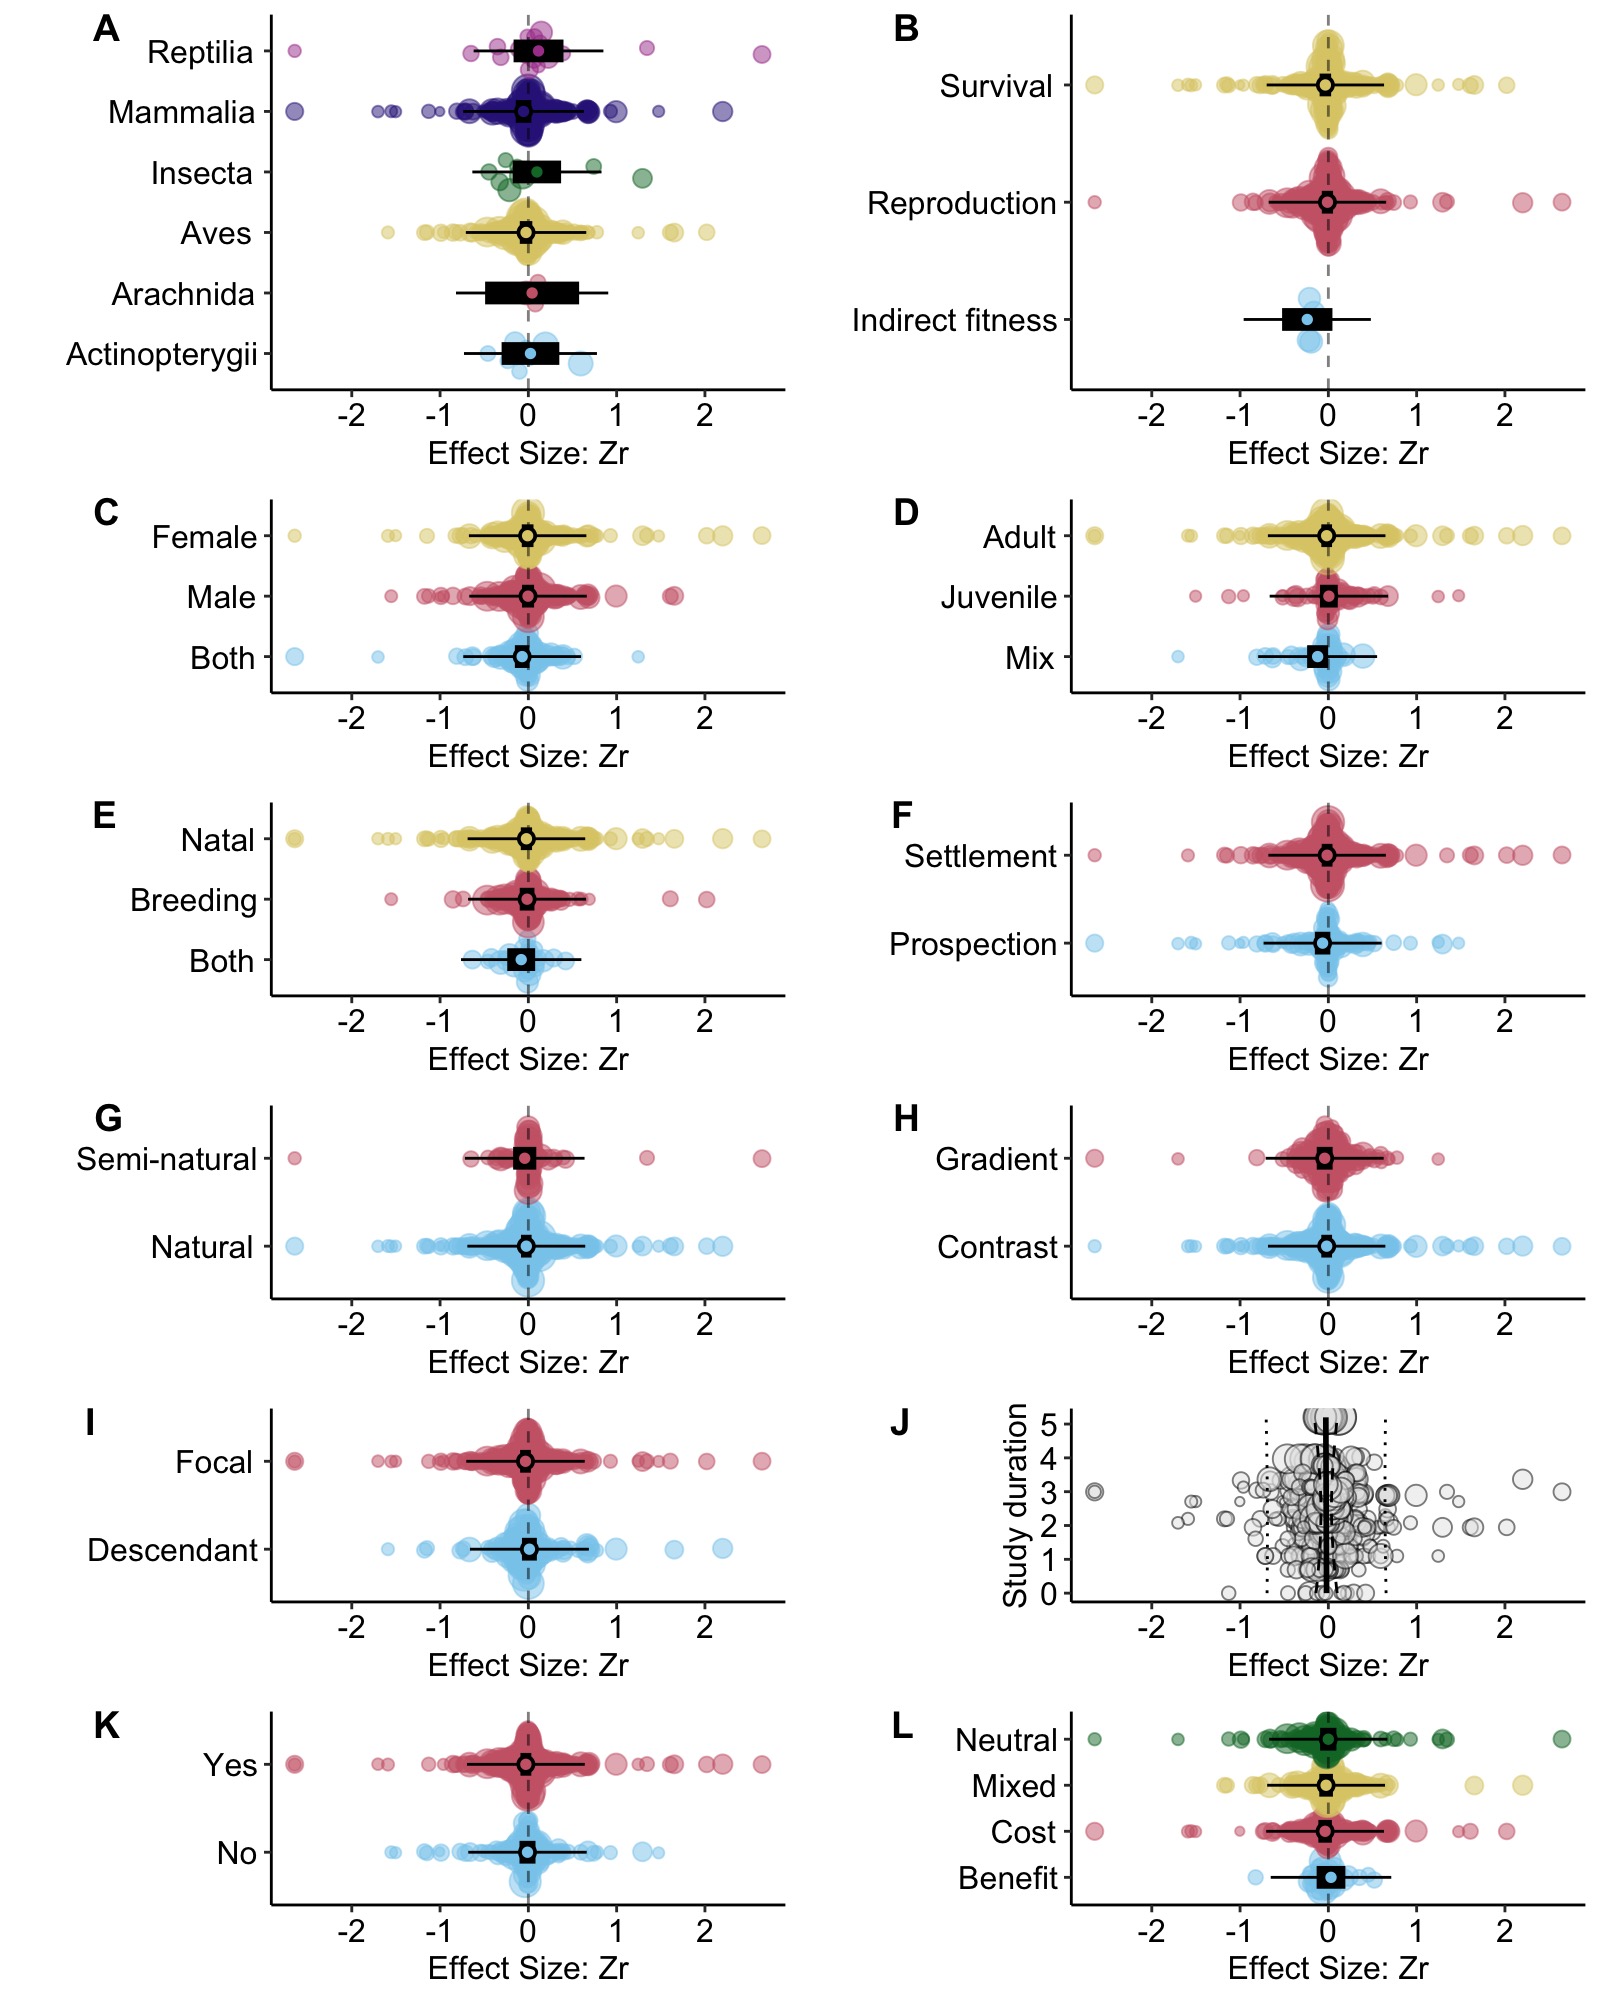 A
Reptilia
Mammalia
Insecta
Aves
Arachnida
Actinopterygii
-2 -1 0 1 2
Effect Size: Zr
B
Survival
Reproduction
Indirect fitness
-2 -1 0 1 2
Effect Size: Zr
C
Female
Male
Both
-2 -1 0 1 2
Effect Size: Zr
D
Adult
Juvenile
Mix
-2 -1 0 1 2
Effect Size: Zr
E
Natal
Breeding
Both
-2 -1 0 1 2
Effect Size: Zr
F
Settlement
Prospection
-2 -1 0 1 2
Effect Size: Zr
G
Semi-natural
Natural
-2 -1 0 1 2
Effect Size: Zr
H
Gradient
Contrast
-2 -1 0 1 2
Effect Size: Zr
I
Focal
Descendant
-2 -1 0 1 2
Effect Size: Zr
J
Study duration
5
4
3
2
1
0
-2 -1 0 1 2
Effect Size: Zr
K
Yes
No
-2 -1 0 1 2
Effect Size: Zr
L
Neutral
Mixed
Cost
Benefit
-2 -1 0 1 2
Effect Size: Zr